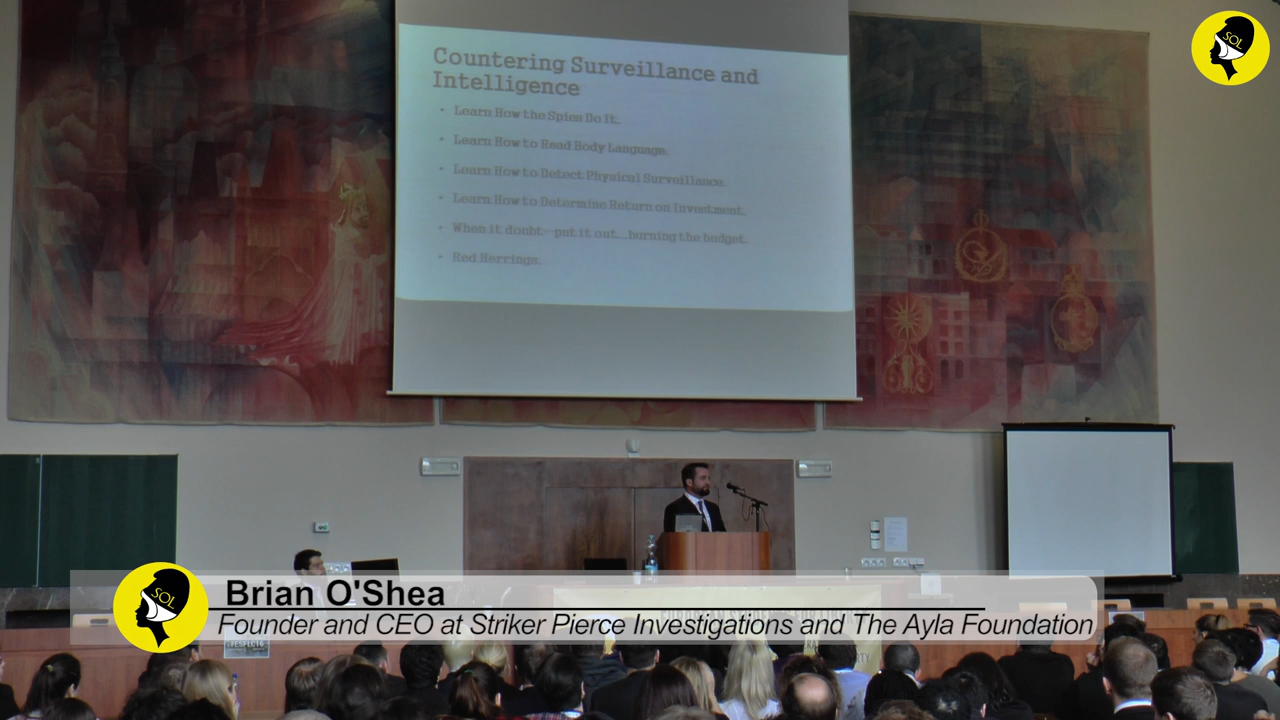 SOL
Countering Surveillance and
Intelligence
• Learn How the Spies Do It.
• Learn How to Read Body Language.
• Learn How to Detect Physical Surveillance.
• Learn How to Determine Return on Investment.
• When it doubt--put it out....burning the budget.
• Red Herrings.
SOL
Brian O'Shea
Founder and CEO at Striker Pierce Investigations and The Ayla Foundation